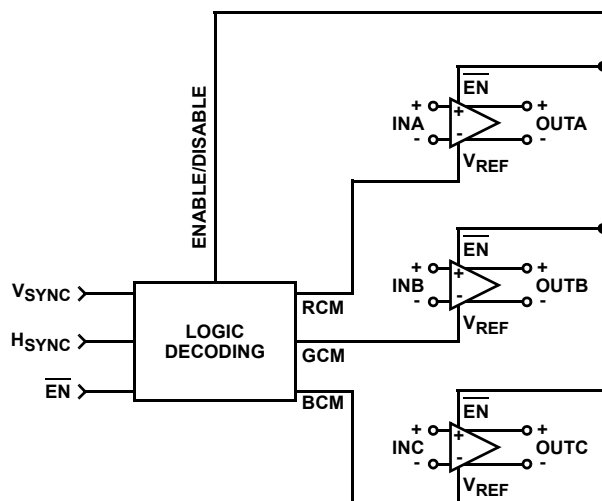 ENABLE/DISABLE
EN
+ + +
INA OUTA
- - -
VREF
EN
+ + +
INB OUTB
- - -
VREF
VSYNC
HSYNC
EN
LOGIC
DECODING
RCM
GCM
BCM
EN
+ + +
INC OUTC
- - -
VREF